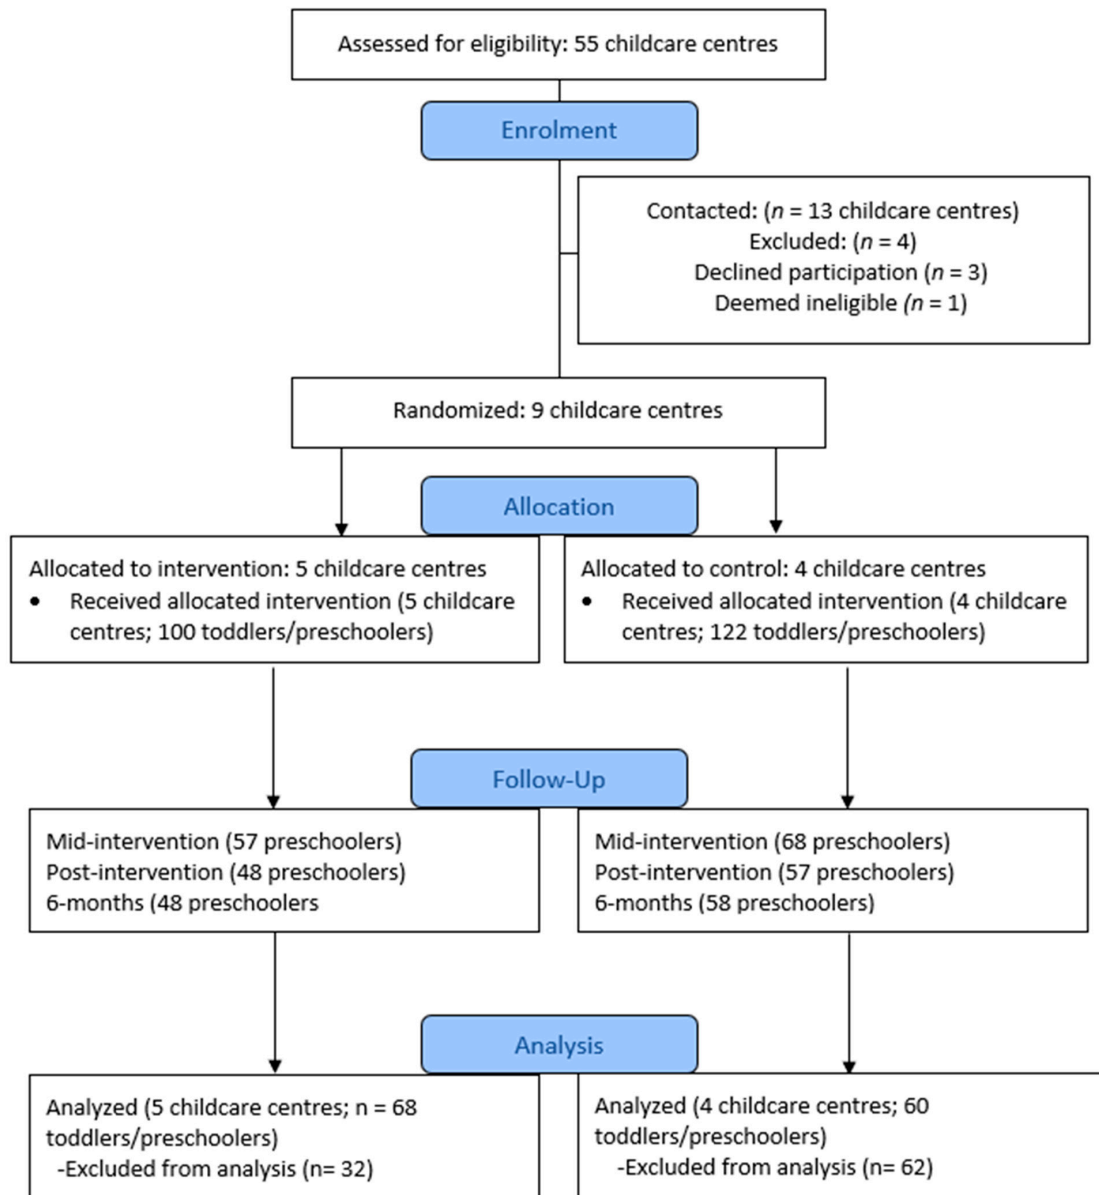 Assessed for eligibility: 55 childcare centres
Enrolment
Contacted: (n = 13 childcare centres)
Excluded: (n = 4)
Declined participation (n = 3)
Deemed ineligible (n = 1)
Randomized: 9 childcare centres
Allocation
Allocated to intervention: 5 childcare centres
• Received allocated intervention (5 childcare
centres; 100 toddlers/preschoolers)
Allocated to control: 4 childcare centres
• Received allocated intervention (4 childcare
centres; 122 toddlers/preschoolers)
Follow-Up
Mid-intervention (57 preschoolers)
Post-intervention (48 preschoolers)
6-months (48 preschoolers
Mid-intervention (68 preschoolers)
Post-intervention (57 preschoolers)
6-months (58 preschoolers)
Analysis
Analyzed (5 childcare centres; n = 68
toddlers/preschoolers)
-Excluded from analysis (n= 32)
Analyzed (4 childcare centres; 60
toddlers/preschoolers)
-Excluded from analysis (n= 62)